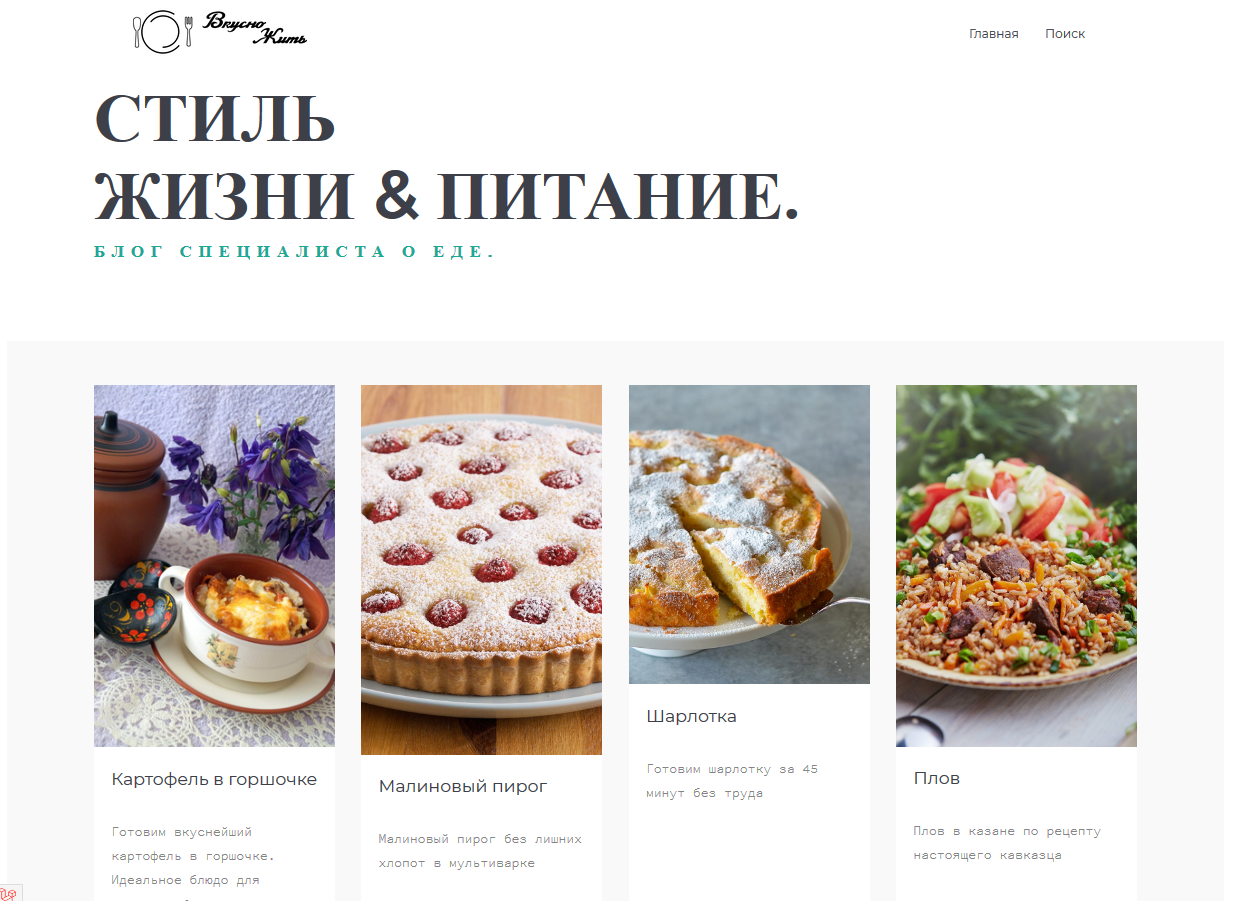 Вкусно
Жить
Главная
Поиск
СТИЛЬ
ЖИЗНИ & ПИТАНИЕ.
БЛОГ СПЕЦИАЛИСТА О ЕДЕ.
Картофель в горшочке
Готовим вкуснейший
картофель в горшочке.
Идеальное блюдо для
Малиновый пирог
Малиновый пирог без лишних
хлопот в мультиварке
Шарлотка
Готовим шарлотку за 45
минут без труда
Плов
Плов в казане по рецепту
настоящего кавказца